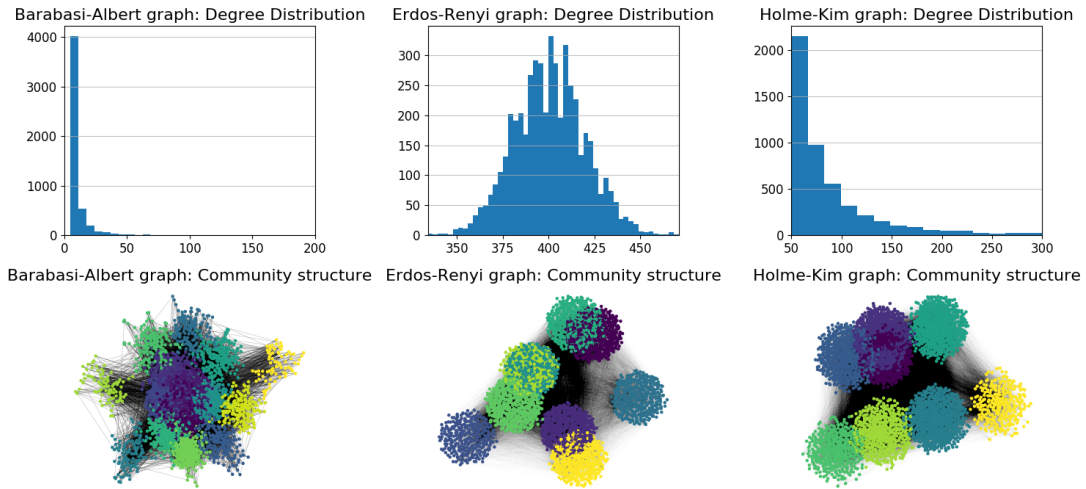 Barabasi-Albert graph: Degree Distribution
4000
3000
2000
1000
0
0 50 100 150 200
Erdos-Renyi graph: Degree Distribution
300
250
200
150
100
50
0
350 375 400 425 450
Holme-Kim graph: Degree Distribution
2000
1500
1000
500
0
50 100 150 200 250 300
Barabasi-Albert graph: Community structure
Erdos-Renyi graph: Community structure
Holme-Kim graph: Community structure